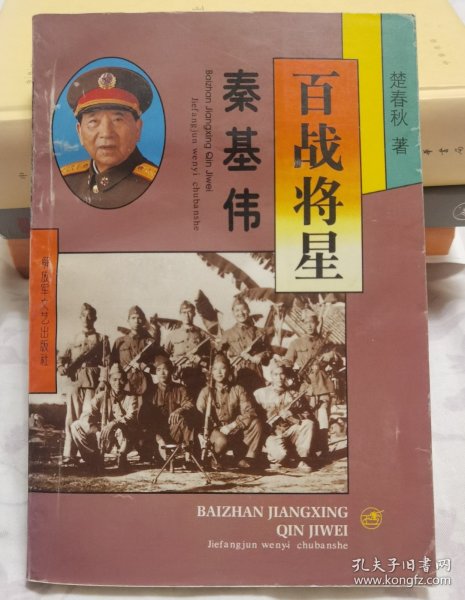 百战将星
秦基伟
Baizhan Jiangxing Qin Jiwei
Jiefangjun wenyi chubanshe
楚春秋 著
解放军文艺出版社
BAIZHAN JIANGXING
QIN JIWEI
Jiefangjun wenyi chubanshe
孔夫子旧书网
www.kongfz.com